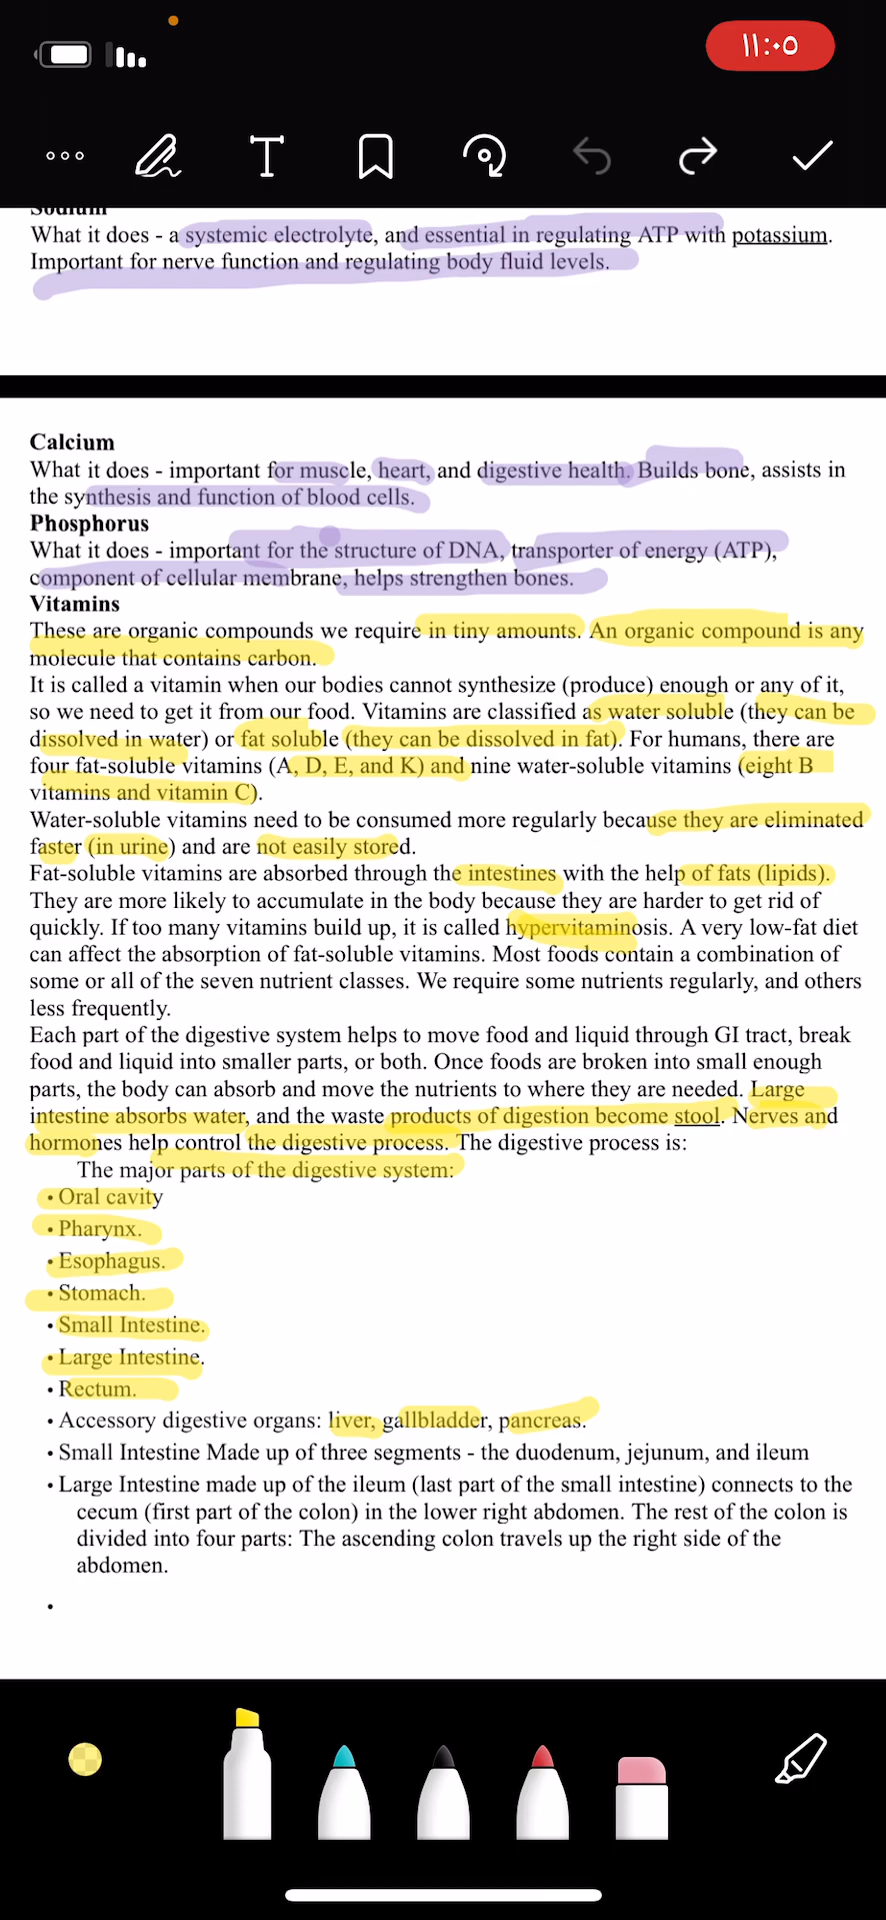 ١١:٠٥
T
Sodium
What it does - a systemic electrolyte, and essential in regulating ATP with potassium.
Important for nerve function and regulating body fluid levels.
Calcium
What it does - important for muscle, heart, and digestive health. Builds bone, assists in
the synthesis and function of blood cells.
Phosphorus
What it does - important for the structure of DNA, transporter of energy (ATP),
component of cellular membrane, helps strengthen bones.
Vitamins
These are organic compounds we require in tiny amounts. An organic compound is any
molecule that contains carbon.
It is called a vitamin when our bodies cannot synthesize (produce) enough or any of it,
so we need to get it from our food. Vitamins are classified as water soluble (they can be
dissolved in water) or fat soluble (they can be dissolved in fat). For humans, there are
four fat-soluble vitamins (A, D, E, and K) and nine water-soluble vitamins (eight B
vitamins and vitamin C).
Water-soluble vitamins need to be consumed more regularly because they are eliminated
faster (in urine) and are not easily stored.
Fat-soluble vitamins are absorbed through the intestines with the help of fats (lipids).
They are more likely to accumulate in the body because they are harder to get rid of
quickly. If too many vitamins build up, it is called hypervitaminosis. A very low-fat diet
can affect the absorption of fat-soluble vitamins. Most foods contain a combination of
some or all of the seven nutrient classes. We require some nutrients regularly, and others
less frequently.
Each part of the digestive system helps to move food and liquid through GI tract, break
food and liquid into smaller parts, or both. Once foods are broken into small enough
parts, the body can absorb and move the nutrients to where they are needed. Large
intestine absorbs water, and the waste products of digestion become stool. Nerves and
hormones help control the digestive process. The digestive process is:
The major parts of the digestive system:
• Oral cavity
• Pharynx.
• Esophagus.
• Stomach.
• Small Intestine.
• Large Intestine.
• Rectum.
• Accessory digestive organs: liver, gallbladder, pancreas.
• Small Intestine Made up of three segments - the duodenum, jejunum, and ileum
• Large Intestine made up of the ileum (last part of the small intestine) connects to the
cecum (first part of the colon) in the lower right abdomen. The rest of the colon is
divided into four parts: The ascending colon travels up the right side of the
abdomen.
•